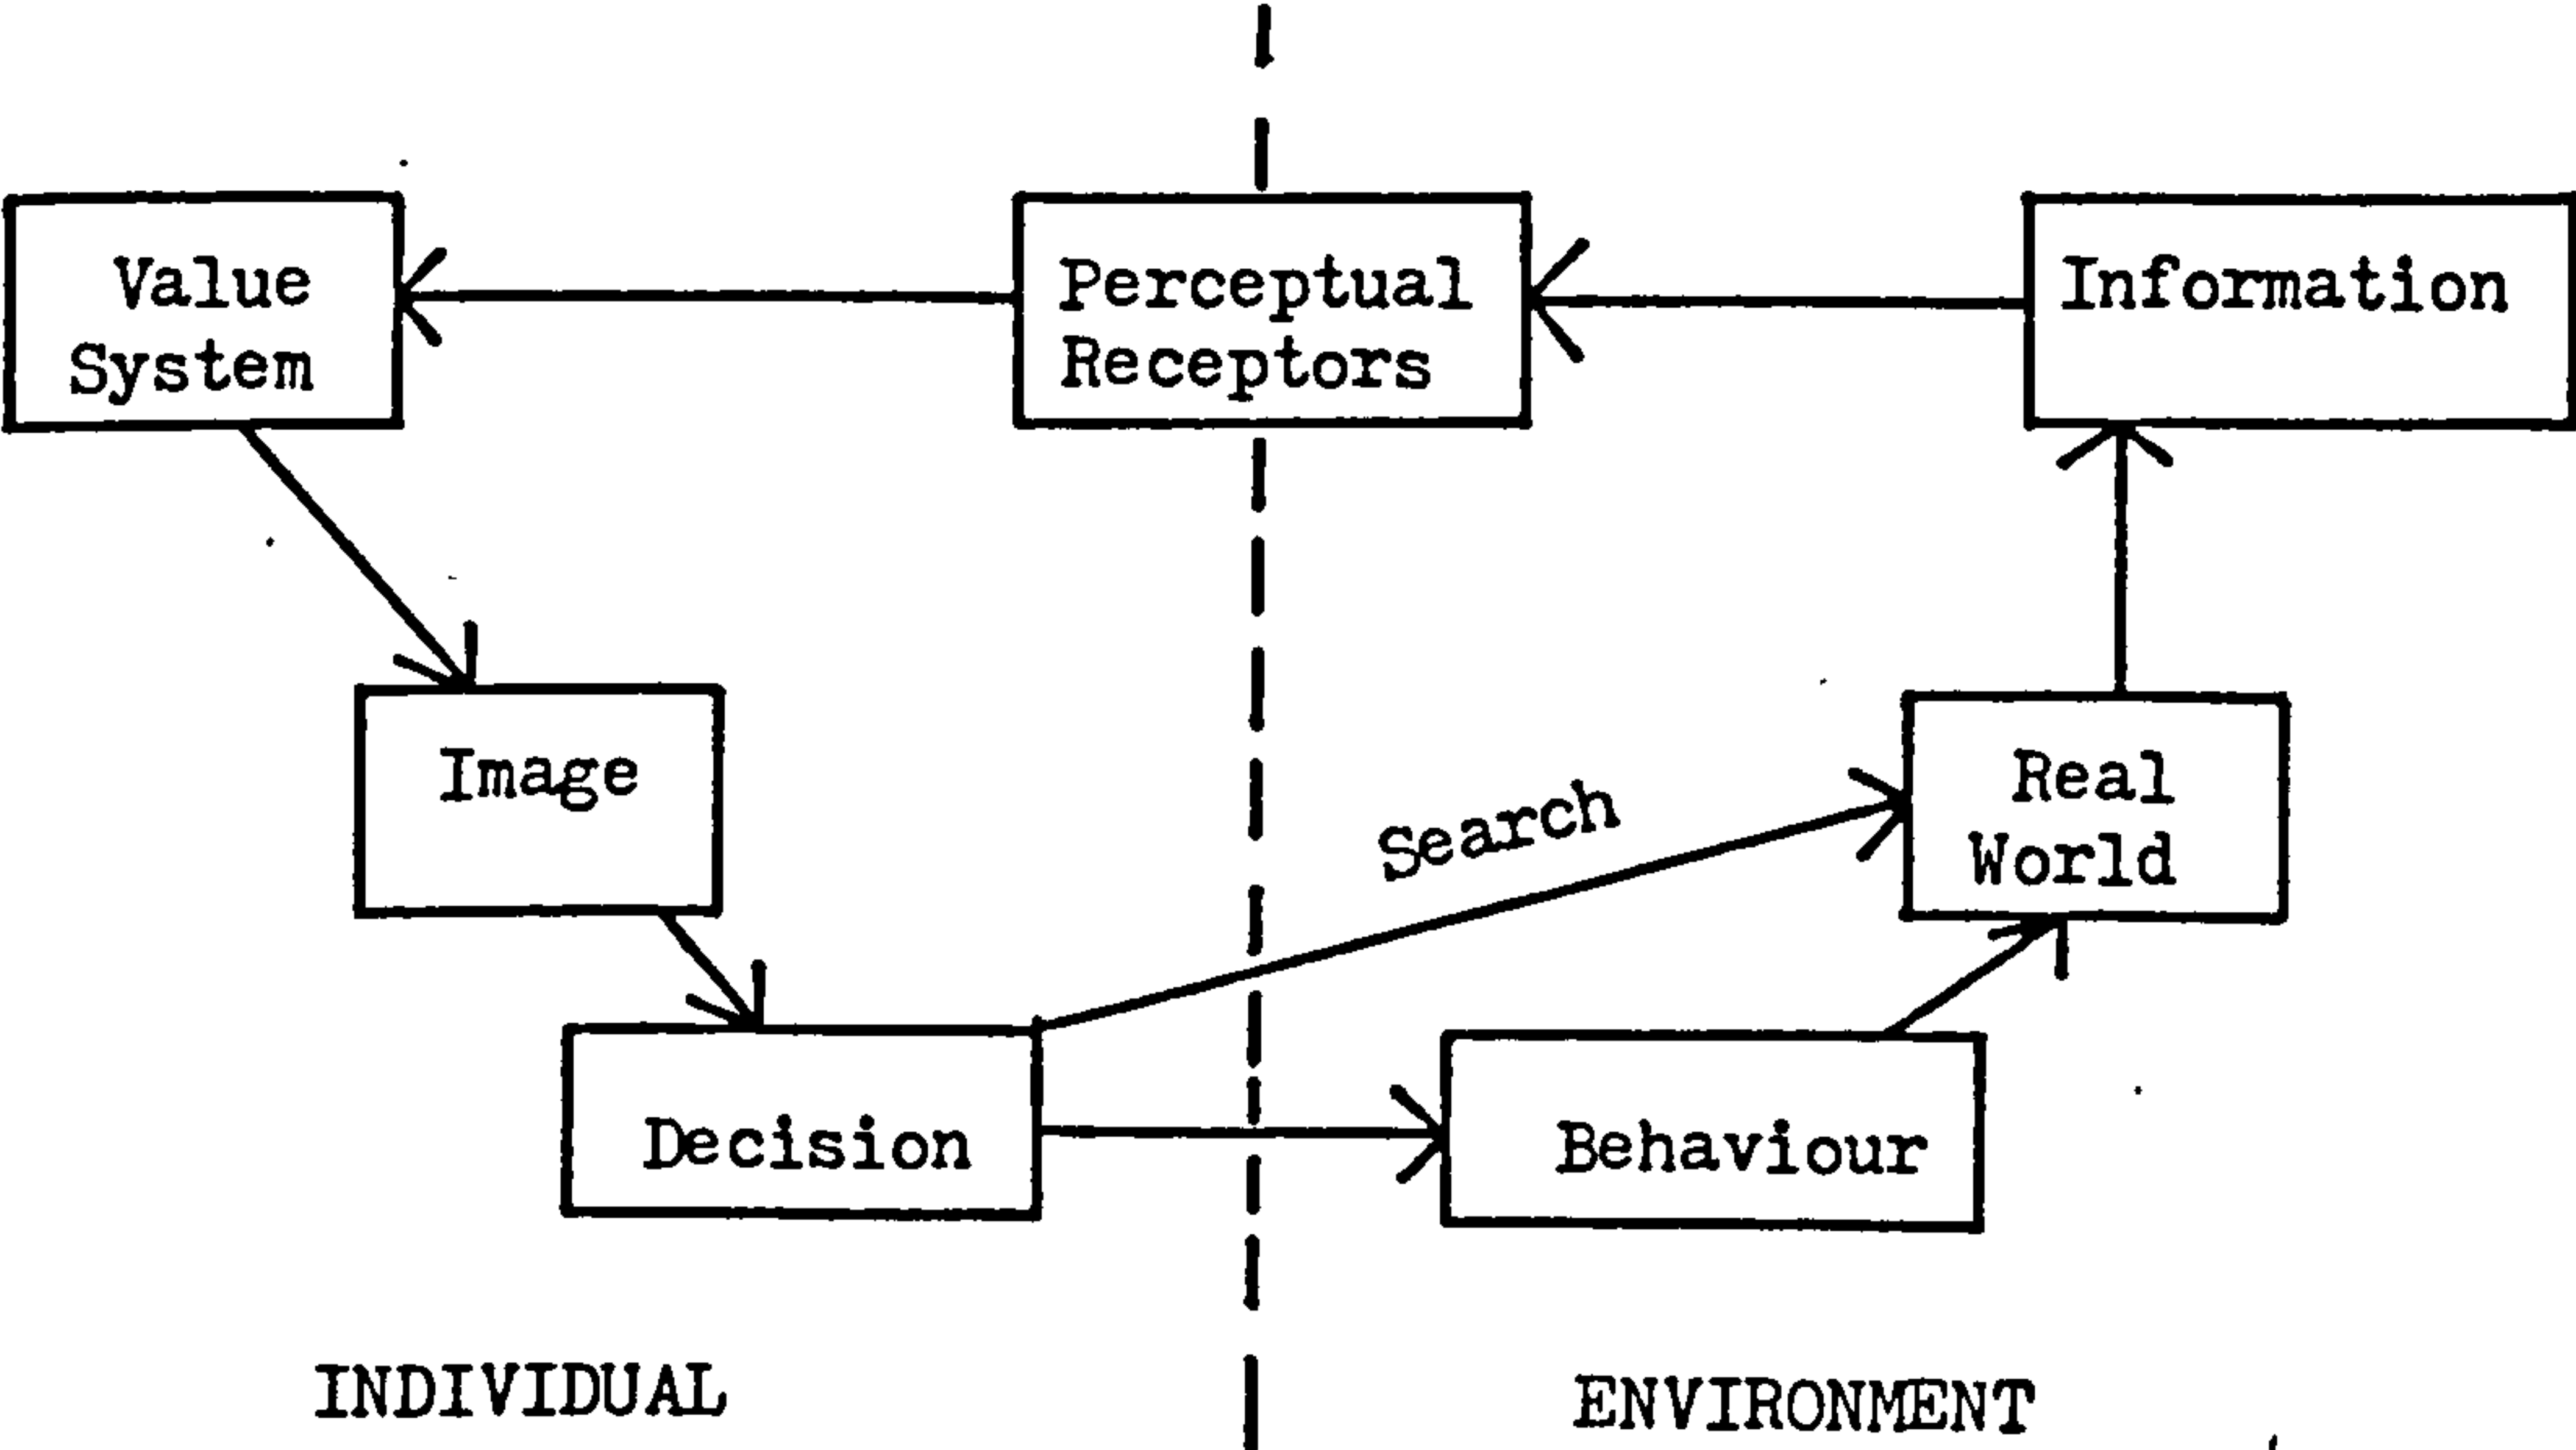 Value
System
Perceptual
Receptors
Information
Image
Search
Real
World
Decision
Behaviour
INDIVIDUAL
ENVIRONMENT